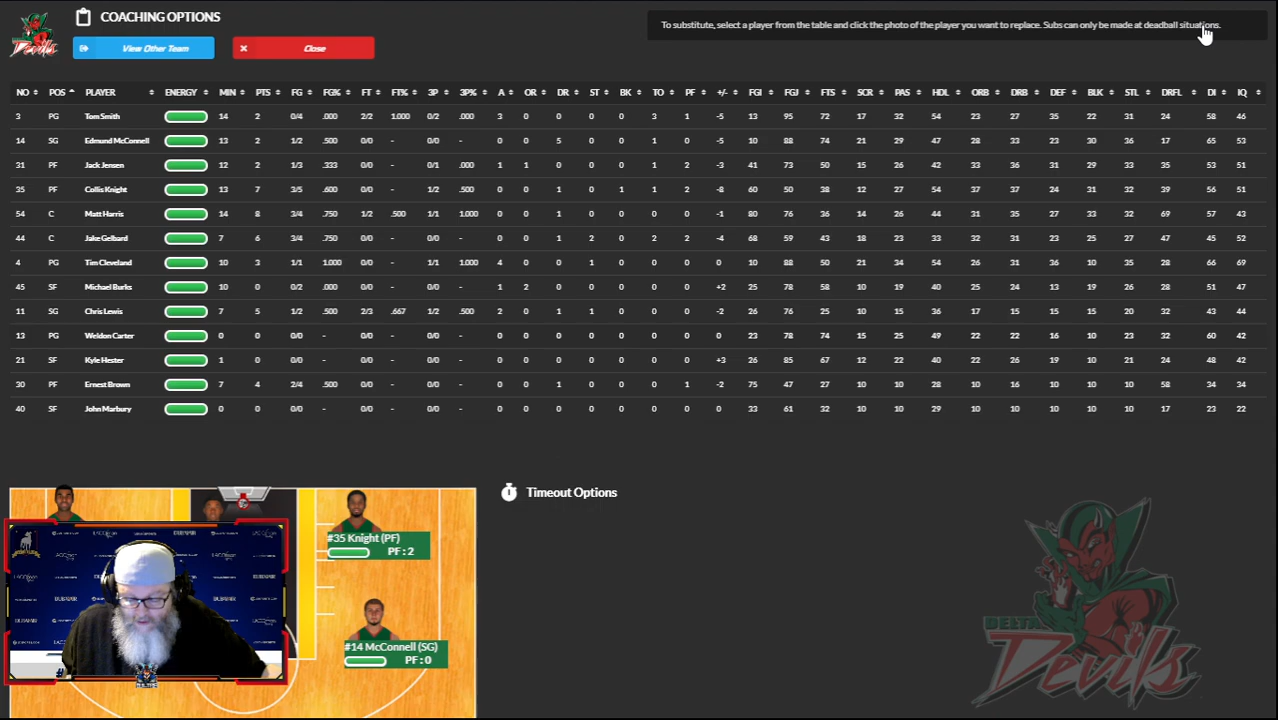 COACHING OPTIONS
To substitute, select a player from the table and click the photo of the player you want to replace. Subs can only be made at deadball situations.
Devils
View Other Team
Close
NO POS PLAYER ENERGY MIN PTS FG FG% FT FT% 3P 3P% A OR DR ST BK TO PF +/- FGI FGJ FTS SCR PAS HDL ORB DRB DEF BLK STL DRFL DI IQ
3 PG Tom Smith 14 2 0/4 .000 2/2 1.000 0/2 .000 3 0 0 0 0 3 1 -5 13 95 72 17 32 54 23 27 35 22 31 24 58 46
14 SG Edmund McConnell 13 2 1/2 .500 0/0 - 0/0 - 0 0 5 0 0 1 0 -5 10 88 74 21 29 47 28 33 23 30 36 17 65 53
31 PF Jack Jensen 12 2 1/3 .333 0/0 - 0/1 .000 1 1 0 0 0 1 2 -3 41 73 50 15 26 42 33 36 31 29 33 35 53 51
35 PF Collis Knight 13 7 3/5 .600 0/0 - 1/2 .500 0 0 1 0 1 1 2 -8 60 50 38 12 27 54 37 37 24 31 32 39 56 51
54 C Matt Harris 14 8 3/4 .750 1/2 .500 1/1 1.000 0 0 1 0 0 0 0 -1 80 76 36 14 26 44 31 35 27 33 32 69 57 43
44 C Jake Gelbard 7 6 3/4 .750 0/0 - 0/0 - 0 0 1 2 0 2 2 -4 68 59 43 18 23 33 32 31 23 25 27 47 45 52
4 PG Tim Cleveland 10 3 1/1 1.000 0/0 - 1/1 1.000 4 0 0 1 0 0 0 0 10 88 50 21 34 54 26 31 36 10 35 28 66 69
45 SF Michael Burks 10 0 0/2 .000 0/0 - 0/0 - 1 2 0 0 0 0 0 +2 25 78 58 10 19 40 25 24 13 19 26 28 51 47
11 SG Chris Lewis 7 5 1/2 .500 2/3 .667 1/2 .500 2 0 1 1 0 0 0 -2 26 76 25 10 15 36 17 15 15 15 20 32 43 44
13 PG Weldon Carter 0 0 0/0 - 0/0 - 0/0 - 0 0 0 0 0 0 0 0 23 78 74 15 25 49 22 22 16 10 23 32 60 42
21 SF Kyle Hester 1 0 0/0 - 0/0 - 0/0 - 0 0 0 0 0 0 0 +3 26 85 67 12 22 40 22 26 19 10 21 24 48 42
30 PF Ernest Brown 7 4 2/4 .500 0/0 - 0/0 - 0 0 1 0 0 0 1 -2 75 47 27 10 10 28 10 16 10 10 10 58 34 34
40 SF John Marbury 0 0 0/0 - 0/0 - 0/0 - 0 0 0 0 0 0 0 0 33 61 32 10 10 29 10 10 10 10 10 17 23 22
Timeout Options
#35 Knight (PF)
PF: 2
#14 McConnell (SG)
PF: 0
DELTA
Devils